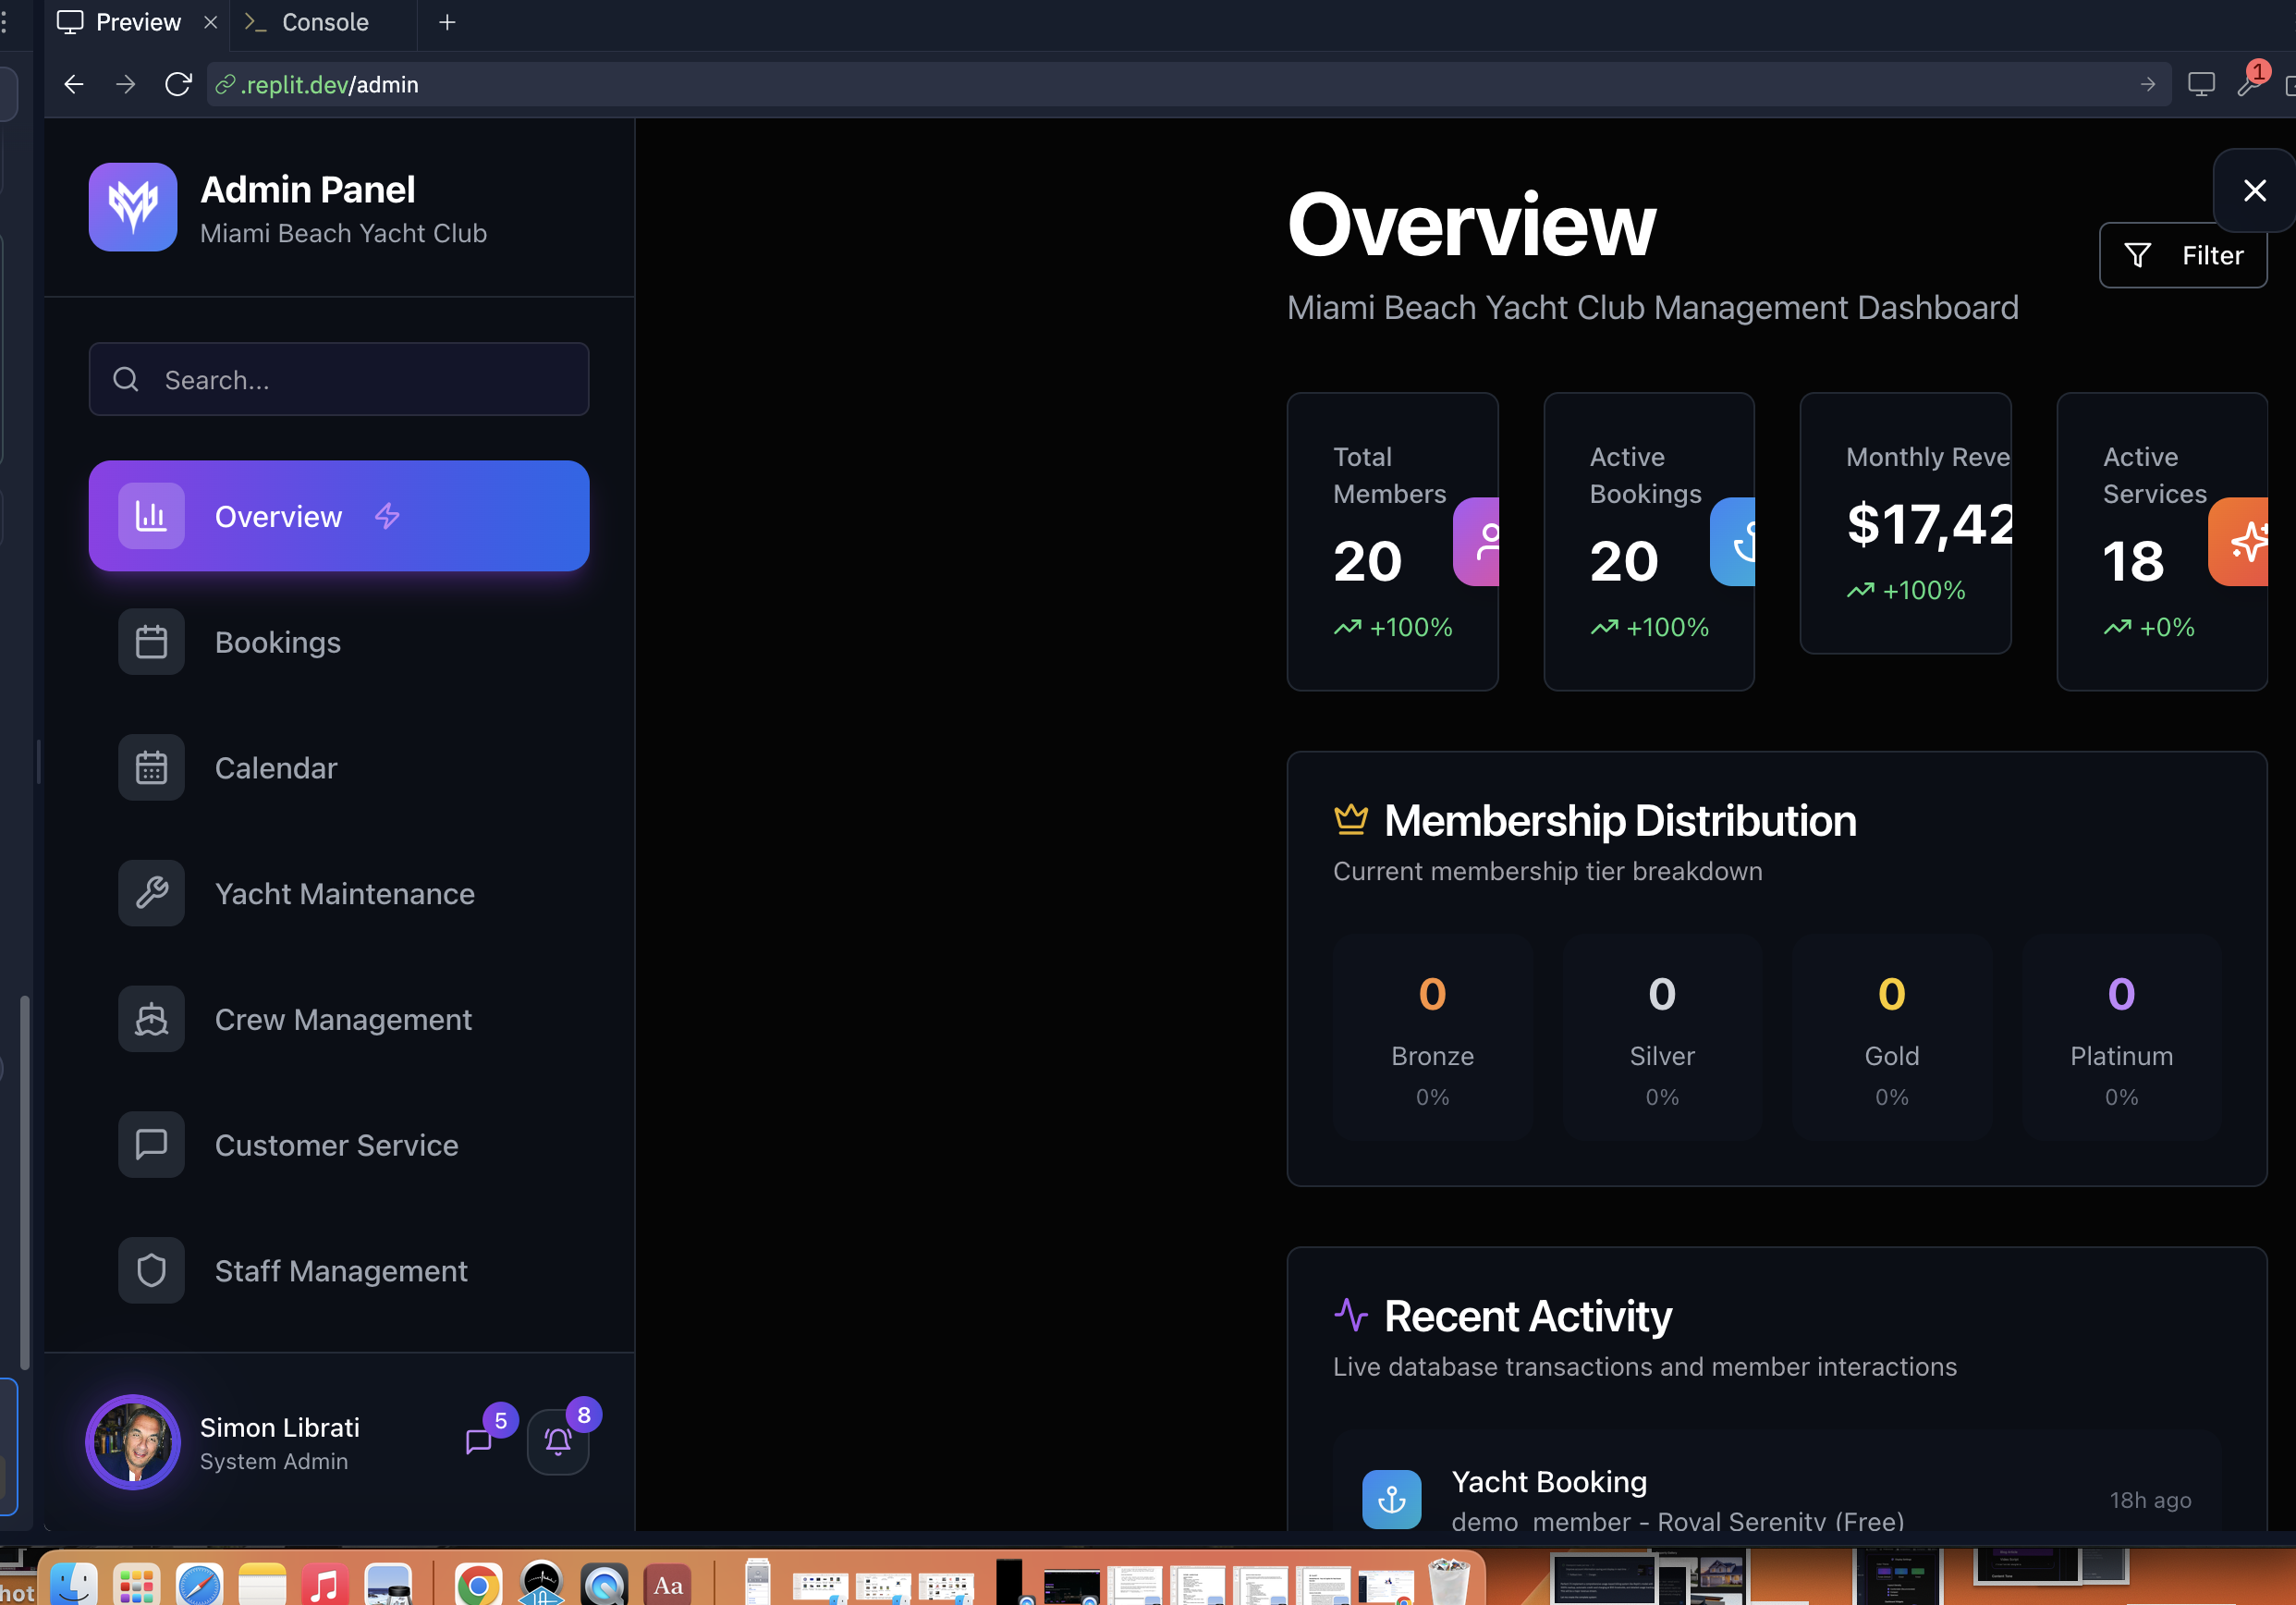 Preview
Console
.replit.dev/admin
1
Admin Panel
Miami Beach Yacht Club
Search...
Overview
Bookings
Calendar
Yacht Maintenance
Crew Management
Customer Service
Staff Management
Simon Librati
System Admin
5
8
Overview
Miami Beach Yacht Club Management Dashboard
Filter
Total
Members
20
+100%
Active
Bookings
20
+100%
Monthly Reve
$17,42
+100%
Active
Services
18
+0%
Membership Distribution
Current membership tier breakdown
0
Bronze
0%
0
Silver
0%
0
Gold
0%
0
Platinum
0%
Recent Activity
Live database transactions and member interactions
Yacht Booking
demo_member - Royal Serenity (Free)
18h ago
hot
Aa